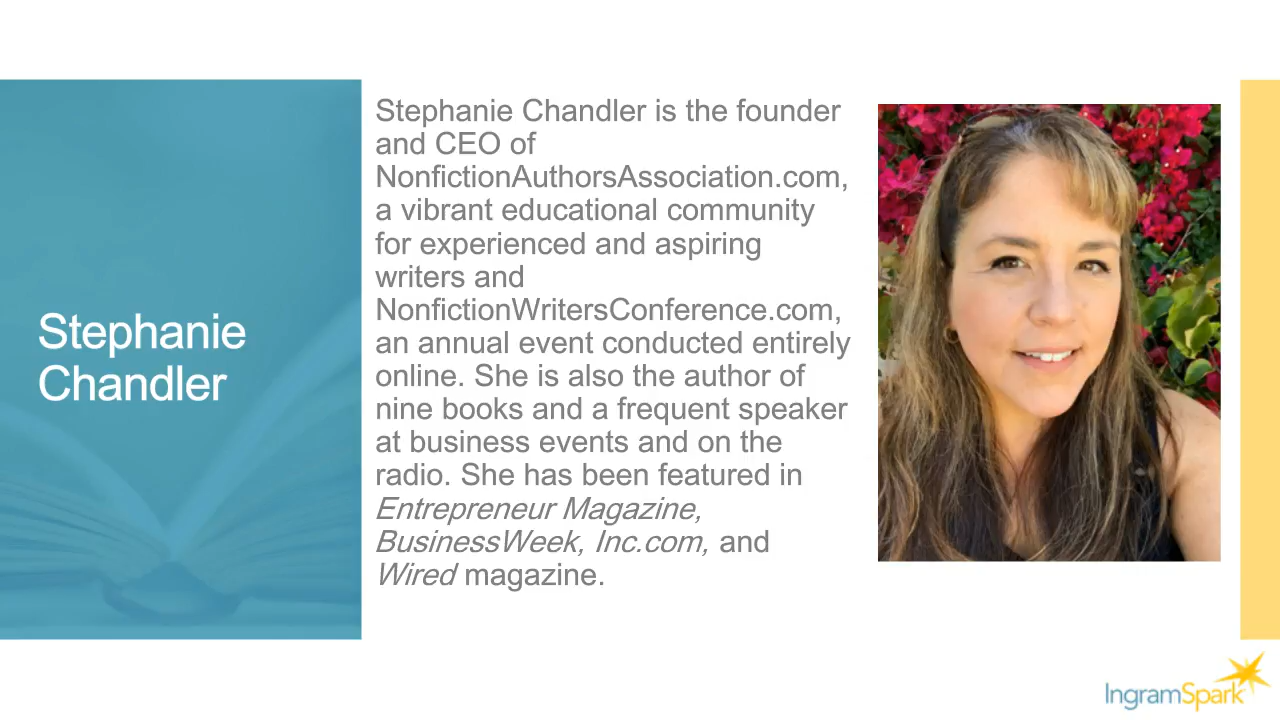 Stephanie
Chandler
Stephanie Chandler is the founder
and CEO of
NonfictionAuthorsAssociation.com,
a vibrant educational community
for experienced and aspiring
writers and
NonfictionWritersConference.com,
an annual event conducted entirely
online. She is also the author of
nine books and a frequent speaker
at business events and on the
radio. She has been featured in
Entrepreneur Magazine,
BusinessWeek, Inc.com, and
Wired magazine.
IngramSpark